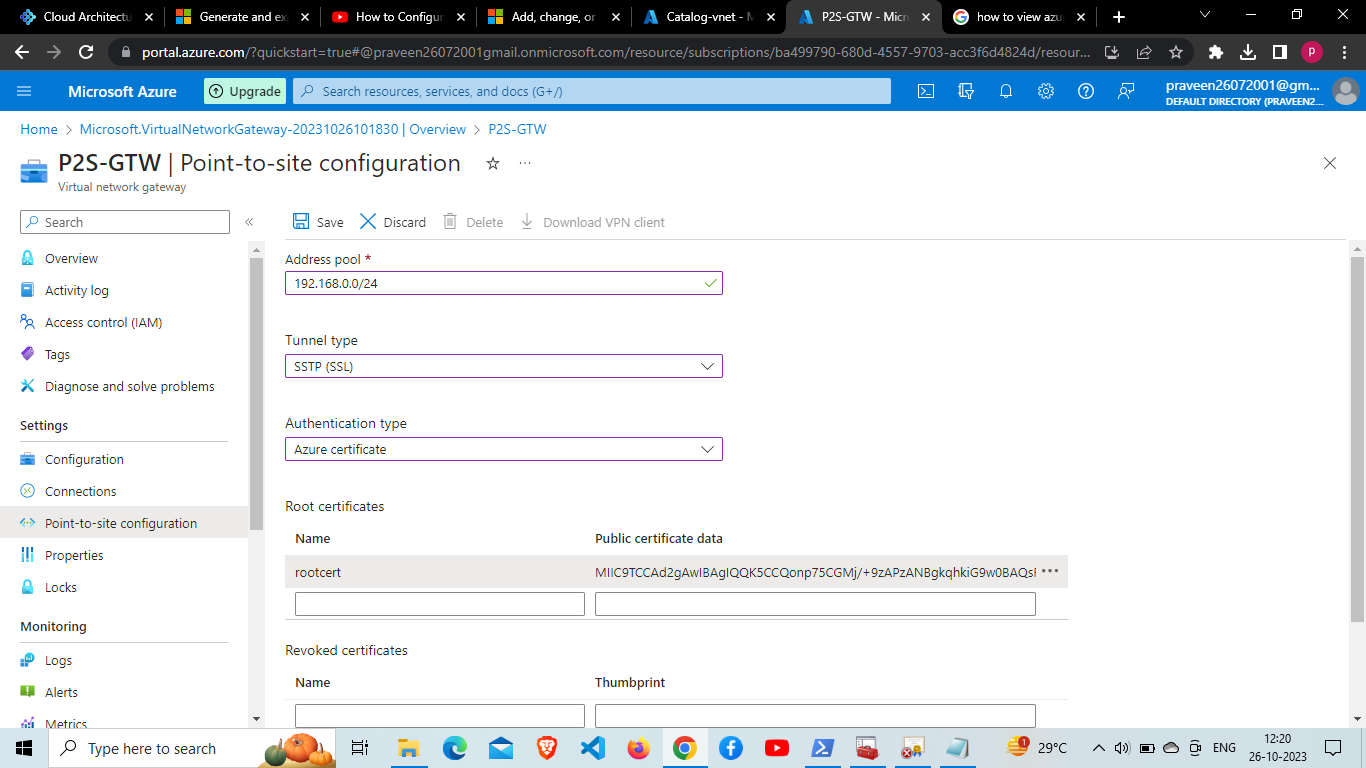 Cloud Architectu
Generate and exp
How to Configur
Add, change, or
Catalog-vnet - M
P2S-GTW - Micr
how to view azu
portal.azure.com/?quickstart=true#@praveen26072001gmail.onmicrosoft.com/resource/subscriptions/ba499790-680d-4557-9703-acc3f6d4824d/resour...
P
Microsoft Azure
Upgrade
Search resources, services, and docs (G+/)
praveen26072001@gm...
DEFAULT DIRECTORY (PRAVEEN2...
Home > Microsoft.VirtualNetworkGateway-20231026101830 | Overview > P2S-GTW
P2S-GTW | Point-to-site configuration
Virtual network gateway
Search
«
Save
Discard
Delete
Download VPN client
Overview
Activity log
Access control (IAM)
Tags
Diagnose and solve problems
Settings
Configuration
Connections
Point-to-site configuration
Properties
Locks
Monitoring
Logs
Alerts
Metrics
Address pool *
192.168.0.0/24
Tunnel type
SSTP (SSL)
Authentication type
Azure certificate
Root certificates
Name Public certificate data
rootcert MIIC9TCCAd2gAwIBAgIQQK5CCQonp75CGMj/+9zAPzANBgkqhkiG9w0BAQsF
Revoked certificates
Name Thumbprint
Type here to search
1
29°C
ENG
12:20
26-10-2023